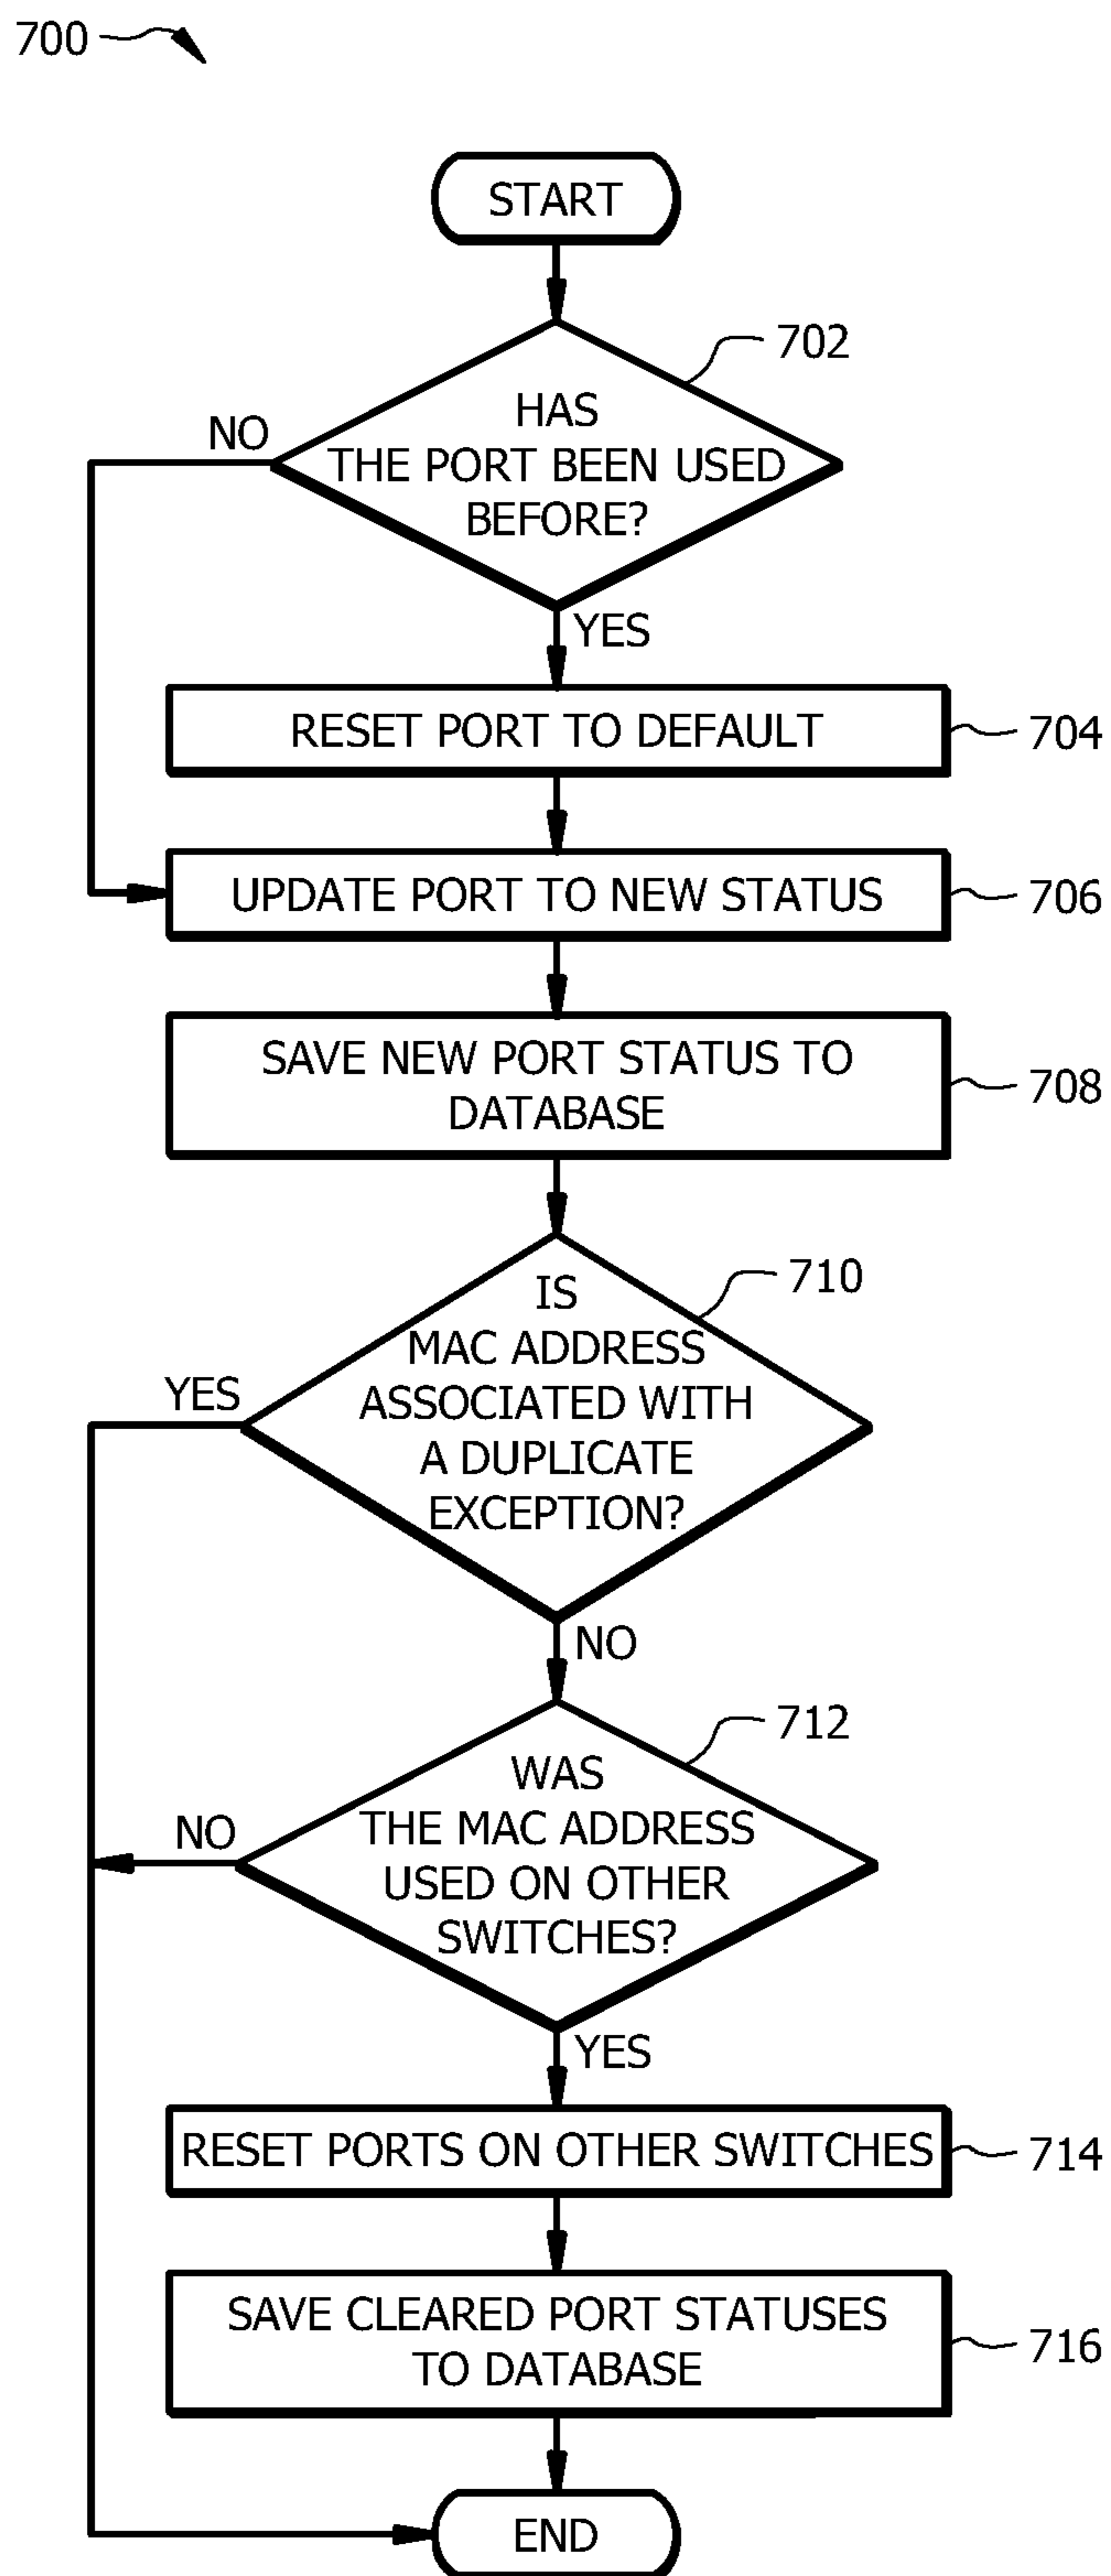 700
START
702
HAS
THE PORT BEEN USED
BEFORE?
NO
YES
RESET PORT TO DEFAULT
704
UPDATE PORT TO NEW STATUS
706
SAVE NEW PORT STATUS TO
DATABASE
708
710
IS
MAC ADDRESS
ASSOCIATED WITH
A DUPLICATE
EXCEPTION?
YES
NO
712
WAS
THE MAC ADDRESS
USED ON OTHER
SWITCHES?
NO
YES
RESET PORTS ON OTHER SWITCHES
714
SAVE CLEARED PORT STATUSES
TO DATABASE
716
END